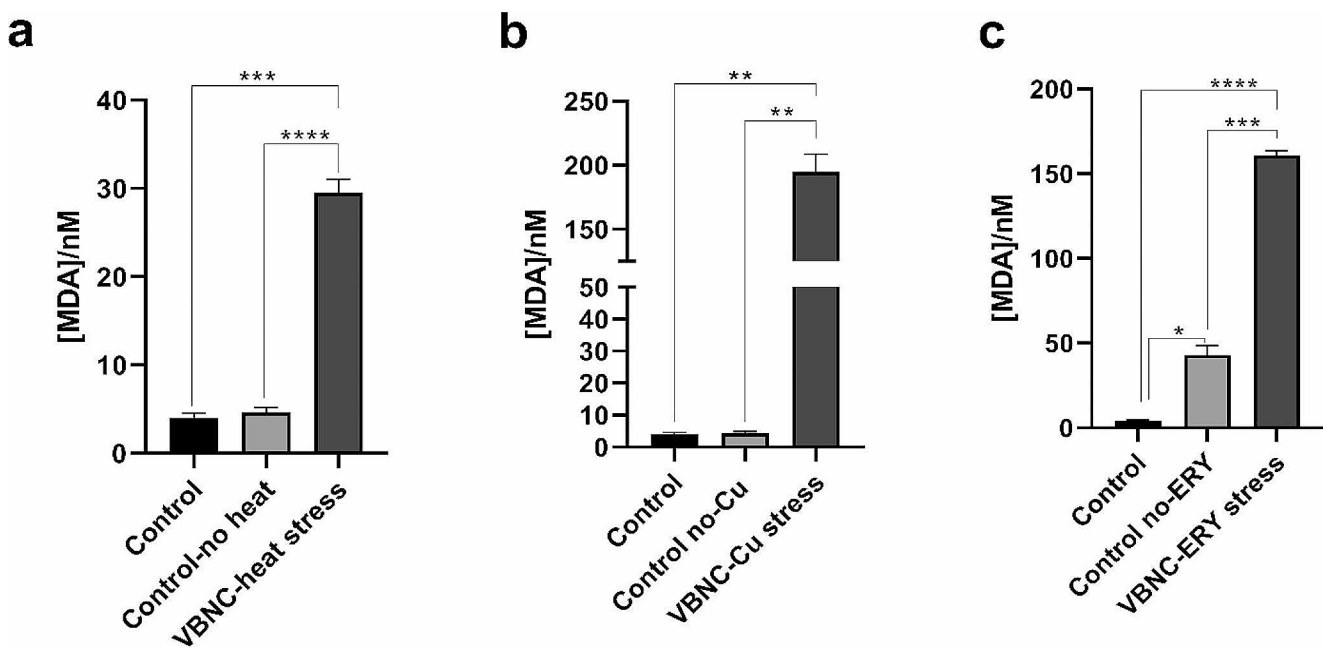 a
[MDA]/nM
40
30
20
10
0
***
****
Control
Control-no heat
VBNC-heat stress
b
[MDA]/nM
250
200
150
50
40
30
20
10
0
**
**
Control
Control no-Cu
VBNC-Cu stress
c
[MDA]/nM
200
150
100
50
0
****
***
*
Control
Control no-ERY
VBNC-ERY stress